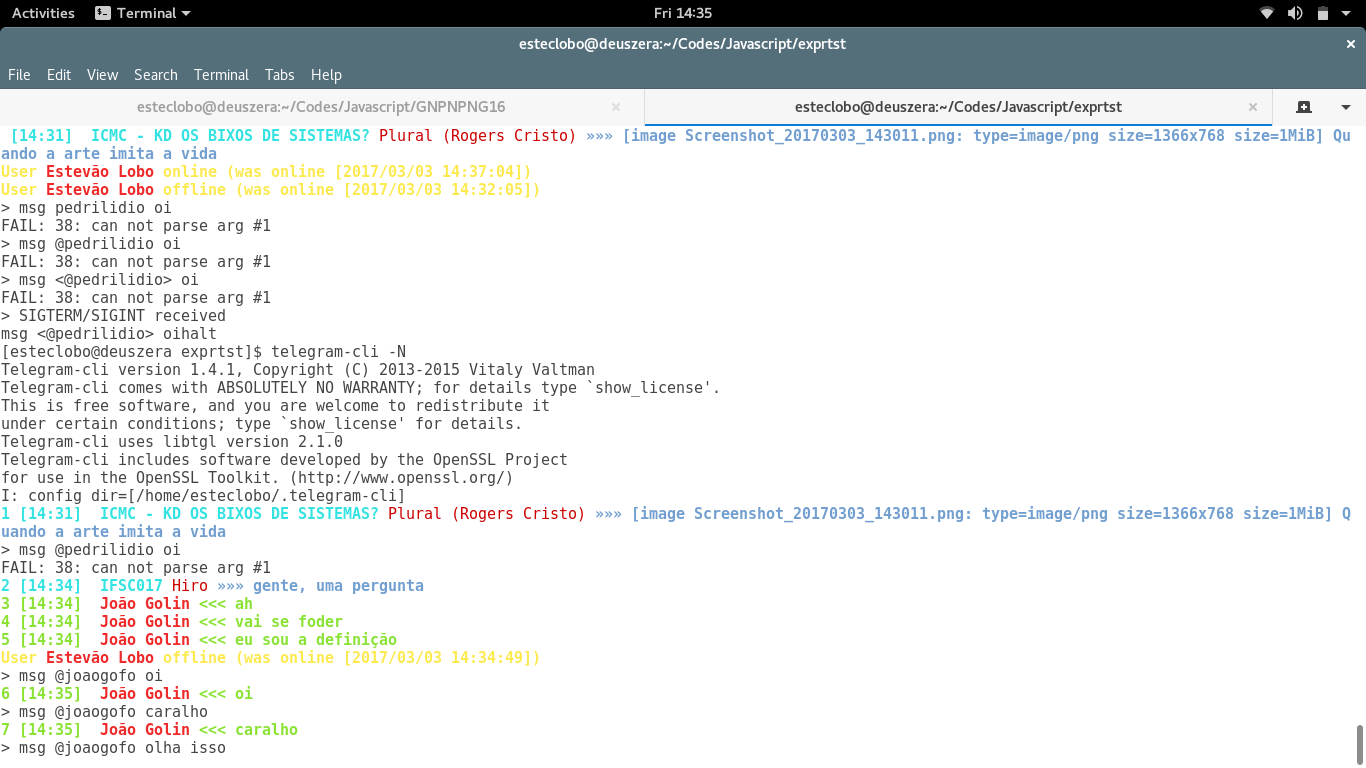 Activities Terminal Fri 14:35
esteclobo@deuszera:~/Codes/Javascript/exprtst ×
File Edit View Search Terminal Tabs Help
esteclobo@deuszera:~/Codes/Javascript/GNPNPNG16 × esteclobo@deuszera:~/Codes/Javascript/exprtst ×
[14:31]  ICMC - KD OS BIXOS DE SISTEMAS? Plural (Rogers Cristo) »»» [image Screenshot_20170303_143011.png: type=image/png size=1366x768 size=1MiB] Qu
ando a arte imita a vida
User Estevão Lobo online (was online [2017/03/03 14:37:04])
User Estevão Lobo offline (was online [2017/03/03 14:32:05])
> msg pedrilidio oi
FAIL: 38: can not parse arg #1
> msg @pedrilidio oi
FAIL: 38: can not parse arg #1
> msg <@pedrilidio> oi
FAIL: 38: can not parse arg #1
> SIGTERM/SIGINT received
msg <@pedrilidio> oihalt
[esteclobo@deuszera exprtst]$ telegram-cli -N
Telegram-cli version 1.4.1, Copyright (C) 2013-2015 Vitaly Valtman
Telegram-cli comes with ABSOLUTELY NO WARRANTY; for details type `show_license'.
This is free software, and you are welcome to redistribute it
under certain conditions; type `show_license' for details.
Telegram-cli uses libtgl version 2.1.0
Telegram-cli includes software developed by the OpenSSL Project
for use in the OpenSSL Toolkit. (http://www.openssl.org/)
I: config dir=[/home/esteclobo/.telegram-cli]
1 [14:31]  ICMC - KD OS BIXOS DE SISTEMAS? Plural (Rogers Cristo) »»» [image Screenshot_20170303_143011.png: type=image/png size=1366x768 size=1MiB] Q
uando a arte imita a vida
> msg @pedrilidio oi
FAIL: 38: can not parse arg #1
2 [14:34]  IFSC017 Hiro »»» gente, uma pergunta
3 [14:34]  João Golin <<< ah
4 [14:34]  João Golin <<< vai se foder
5 [14:34]  João Golin <<< eu sou a definição
User Estevão Lobo offline (was online [2017/03/03 14:34:49])
> msg @joaogofo oi
6 [14:35]  João Golin <<< oi
> msg @joaogofo caralho
7 [14:35]  João Golin <<< caralho
> msg @joaogofo olha isso